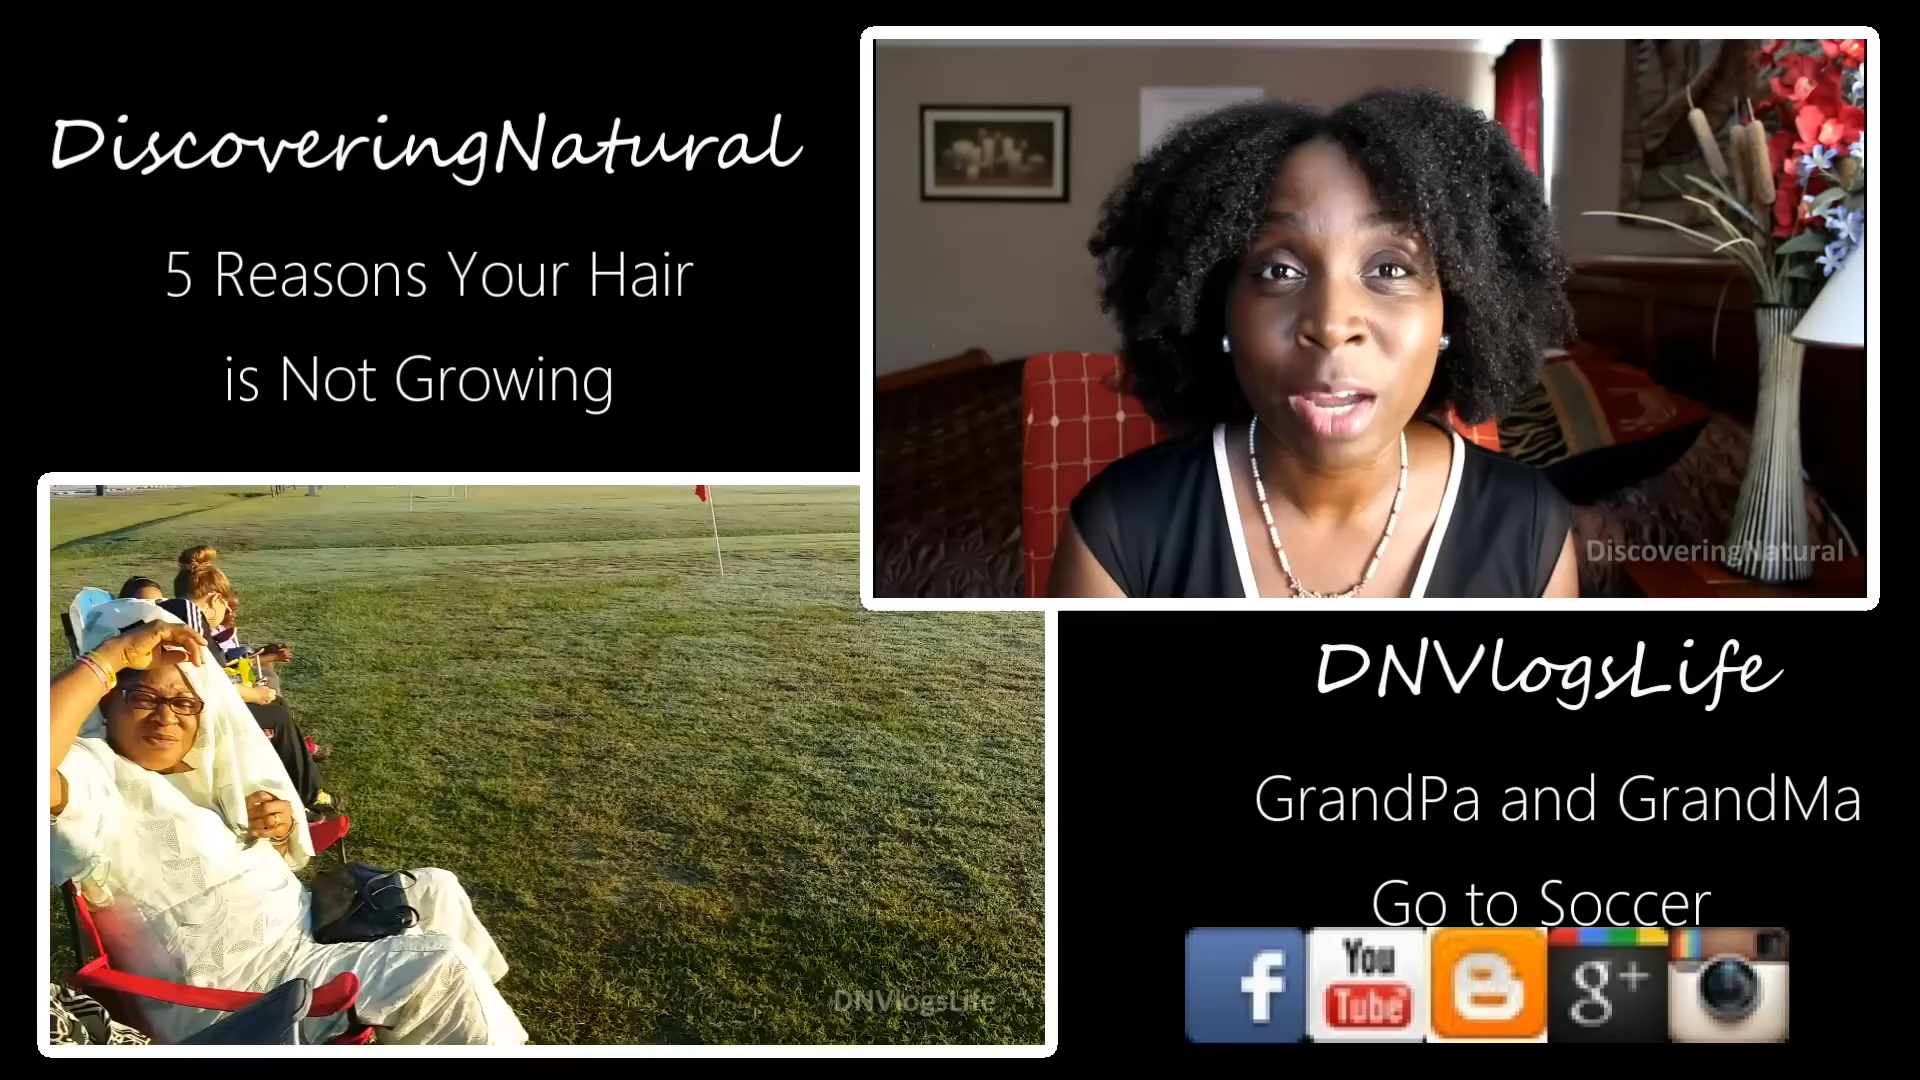 DiscoveringNatural
5 Reasons Your Hair
is Not Growing
DiscoveringNatural
DNVlogsLife
GrandPa and GrandMa
Go to Soccer
DNVlogsLife
f
You
Tube
B
g+